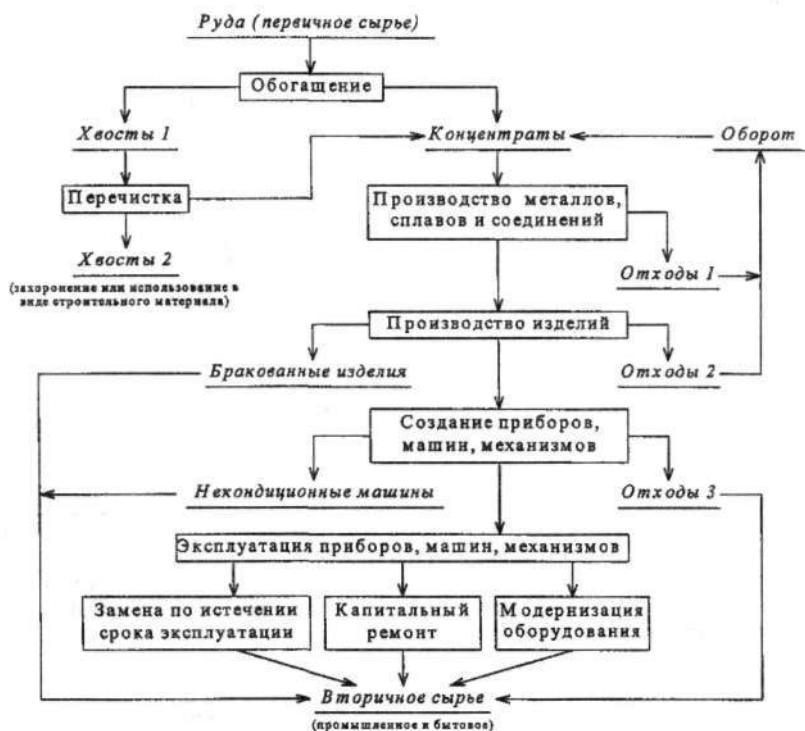 Руда (первичное сырье)
Обогащение
Хвосты 1
Концентраты
Оборот
Перечистка
Производство металлов,
сплавов и соединений
Хвосты 2
(захоронение или использование в
виде строительного материала)
Отходы 1
Производство изделий
Бракованные изделия
Отходы 2
Создание приборов,
машин, механизмов
Некондиционные машины
Отходы 3
Эксплуатация приборов, машин, механизмов
Замена по истечении
срока эксплуатации
Капитальный
ремонт
Модернизация
оборудования
Вторичное сырье
(промышленное и бытовое)